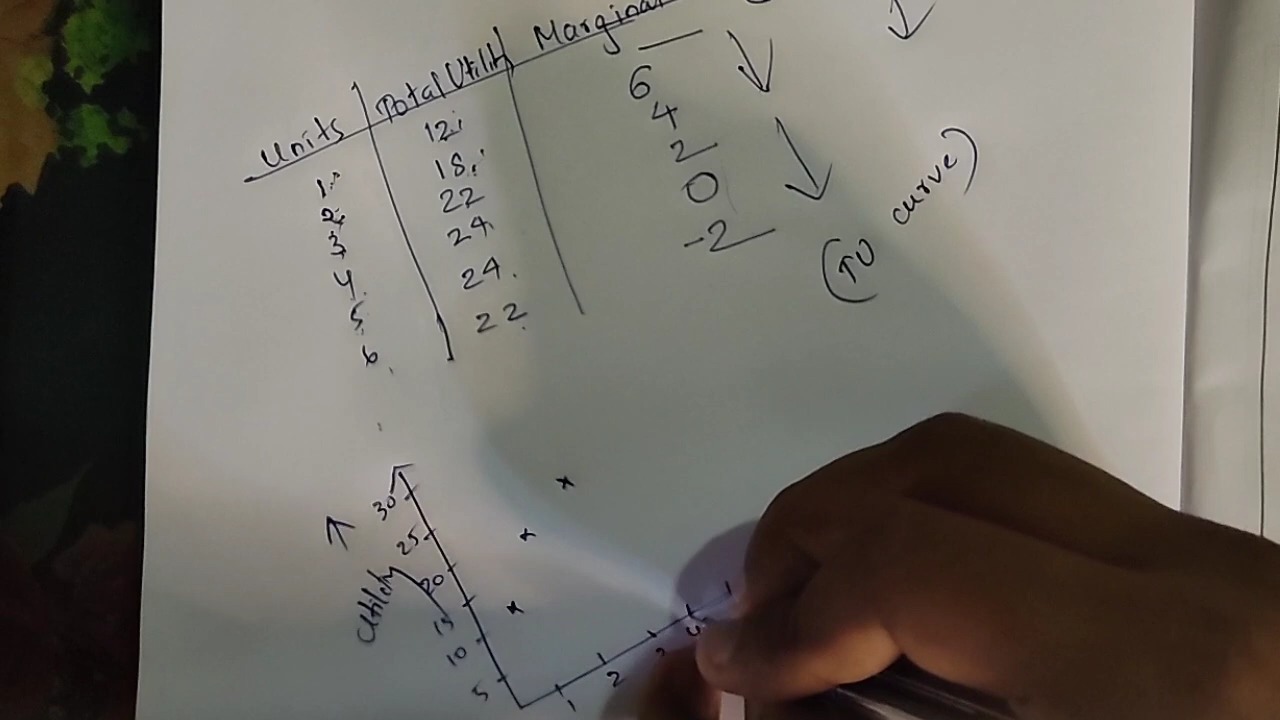 Units Total Utility Marginal
1 12 —
2 18 6
3 22 4
4 24 2
5 24 0
6 22 -2
(TU curve)
Utility
30
25
20
15
10
5
1 2 3